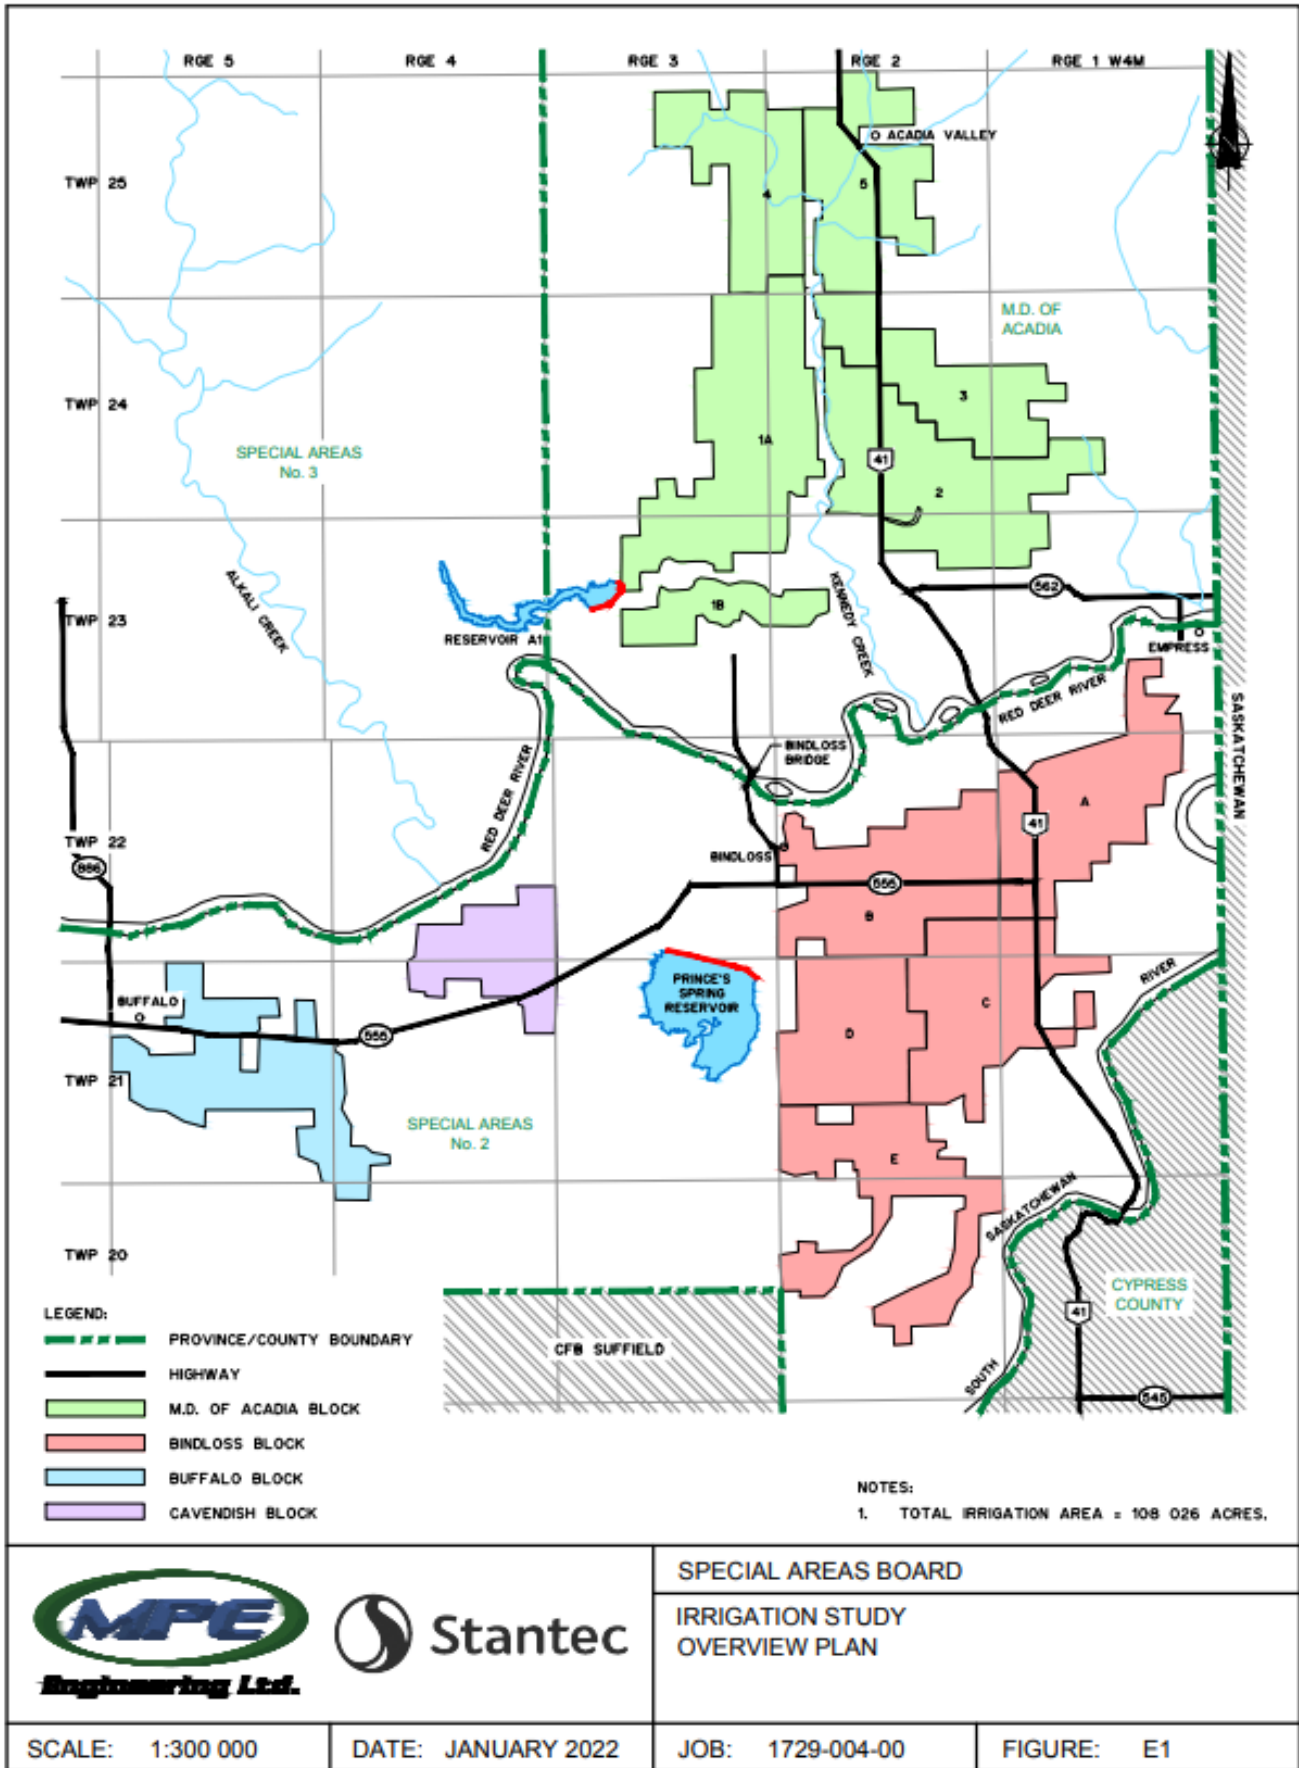 RGE 5
RGE 4
RGE 3
RGE 2
RGE 1 W4M
ACADIA VALLEY
TWP 25
4
5
M.D. OF
ACADIA
TWP 24
3
SPECIAL AREAS
No. 3
1A
41
2
ALKALI CREEK
KENNEDY CREEK
562
1B
TWP 23
RESERVOIR A1
EMPRESS
RED DEER RIVER
SASKATCHEWAN
BINDLOSS
BRIDGE
RED DEER RIVER
A
41
TWP 22
BINDLOSS
886
555
B
RIVER
PRINCE'S
SPRING
RESERVOIR
BUFFALO
C
555
D
TWP 21
SPECIAL AREAS
No. 2
E
SASKATCHEWAN
TWP 20
CYPRESS
COUNTY
41
CFB SUFFIELD
SOUTH
545
LEGEND:
PROVINCE/COUNTY BOUNDARY
HIGHWAY
M.D. OF ACADIA BLOCK
BINDLOSS BLOCK
BUFFALO BLOCK
CAVENDISH BLOCK
NOTES:
1. TOTAL IRRIGATION AREA = 108 026 ACRES.
MPE
Engineering Ltd.
Stantec
SPECIAL AREAS BOARD
IRRIGATION STUDY
OVERVIEW PLAN
SCALE: 1:300 000
DATE: JANUARY 2022
JOB: 1729-004-00
FIGURE: E1